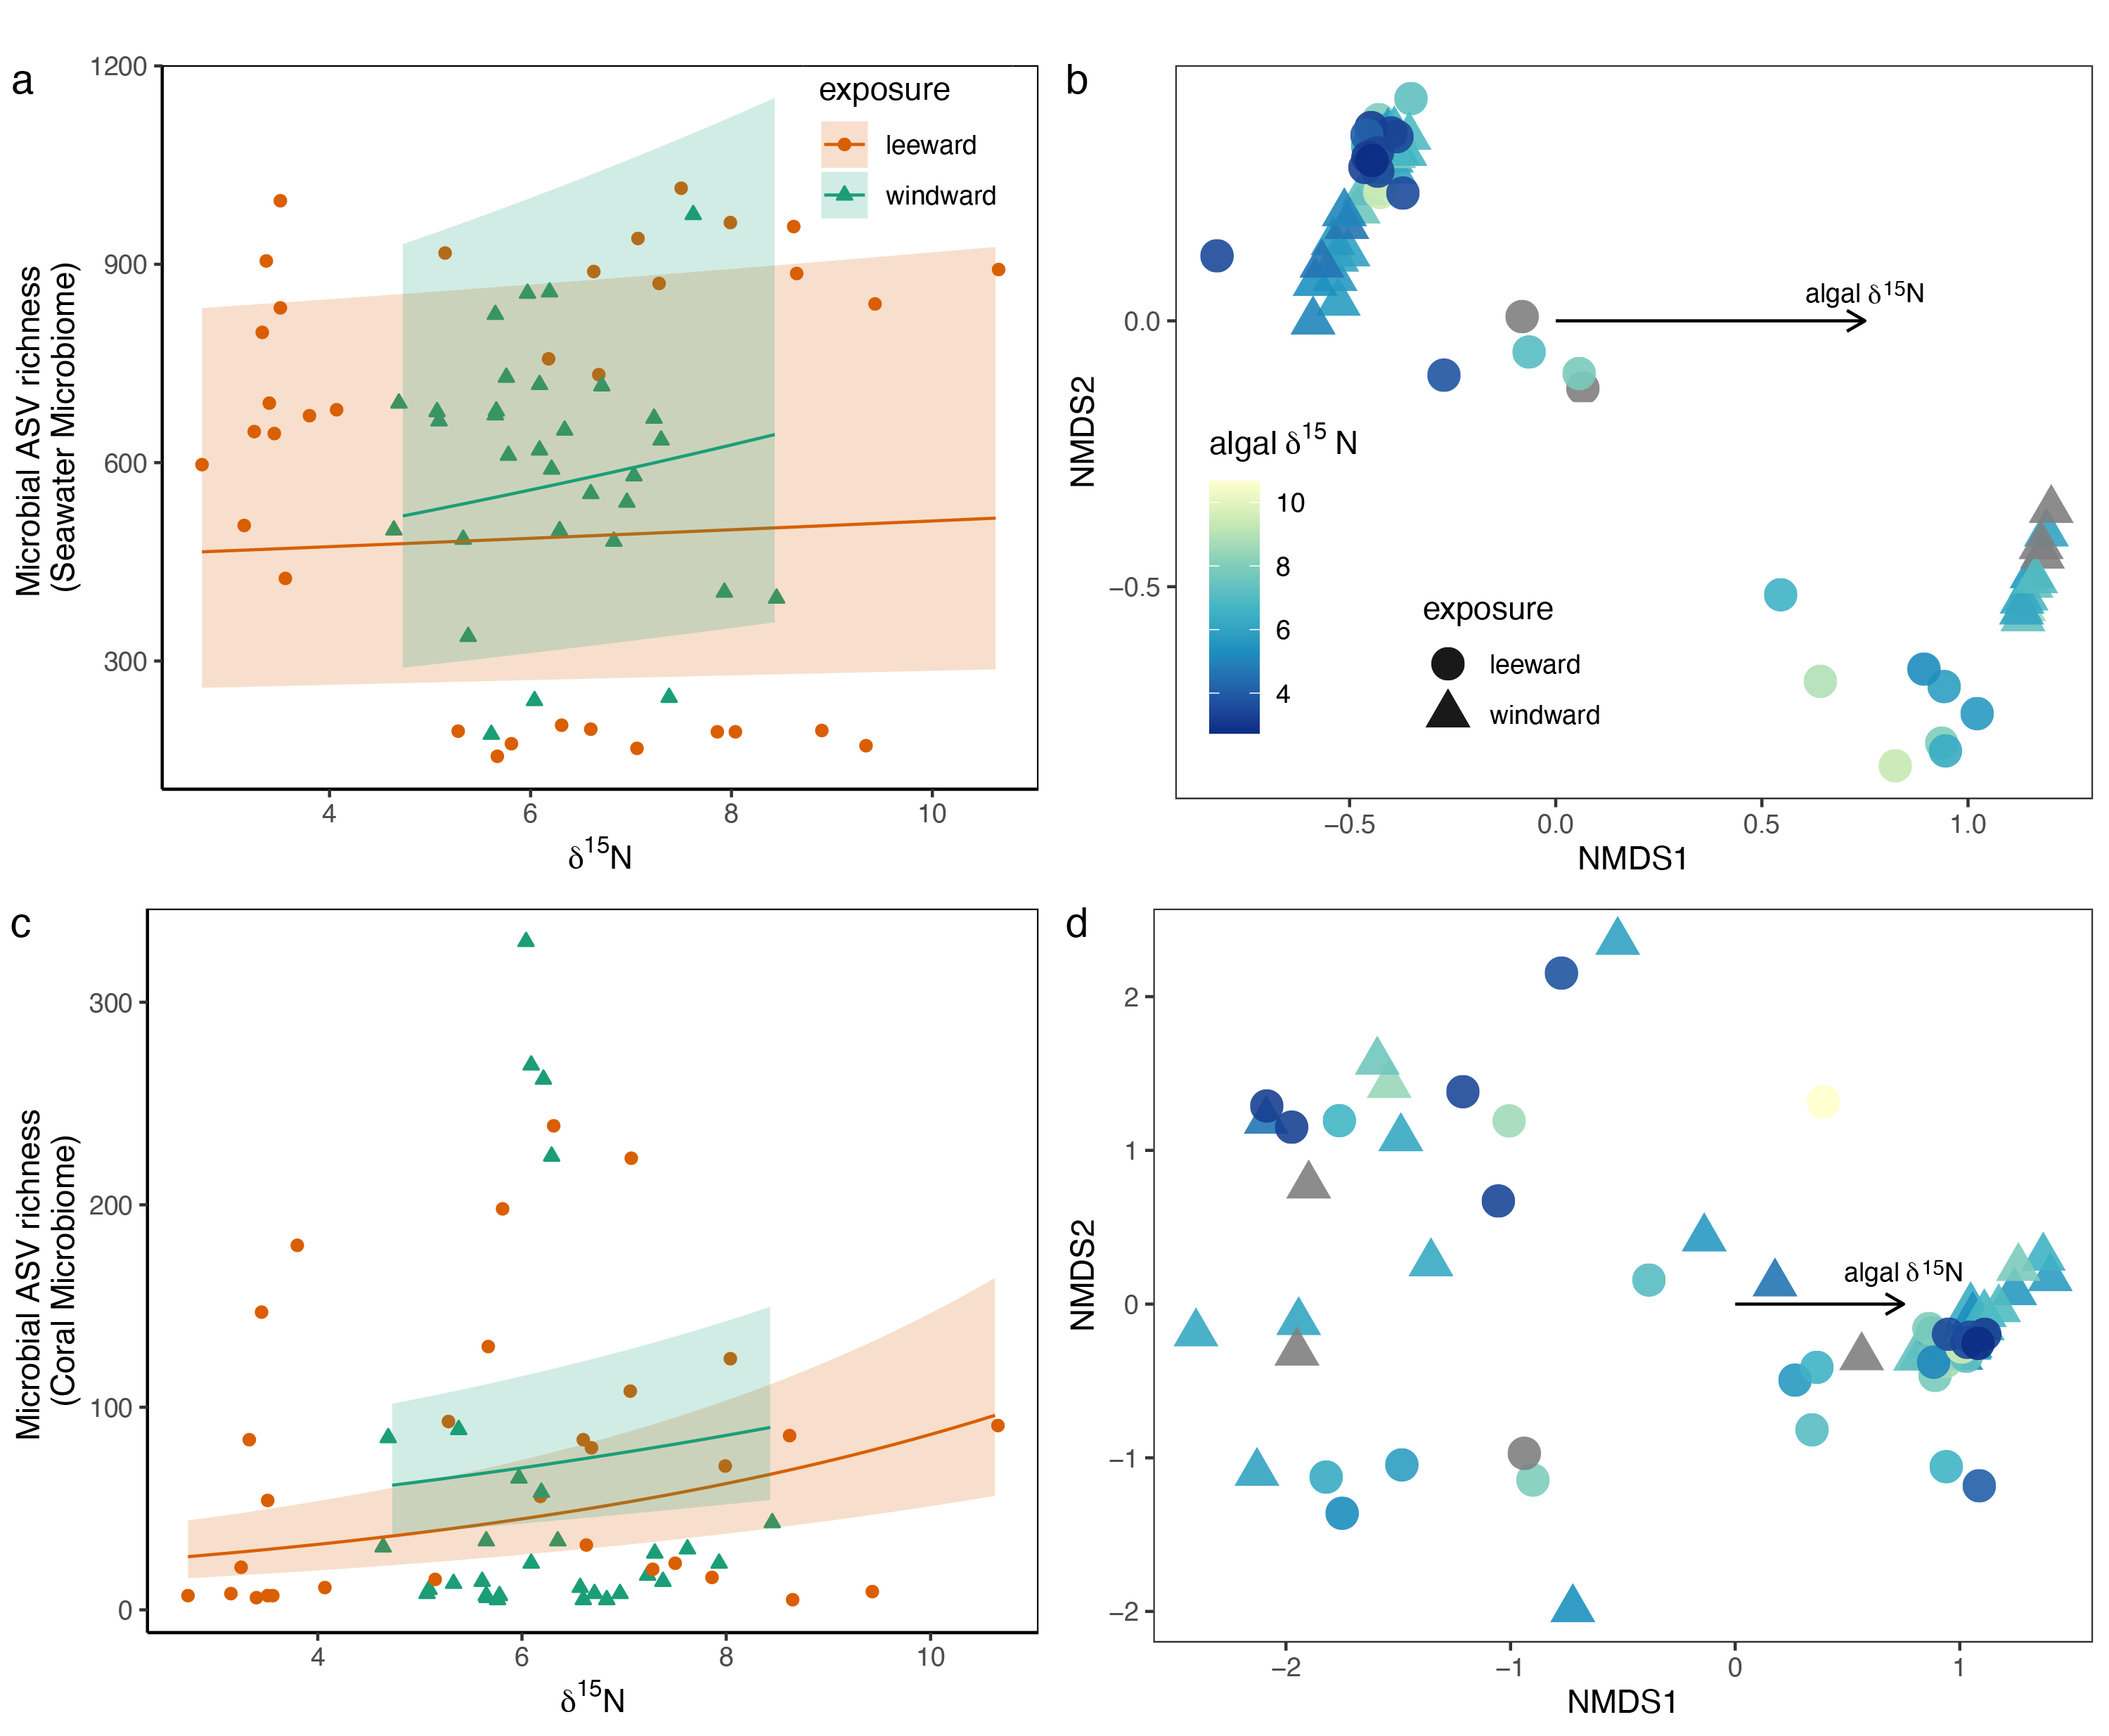 a
1200
900
600
300
Microbial ASV richness
(Seawater Microbiome)
exposure
leeward
windward
4 6 8 10
δ15N
b
0.0
−0.5
NMDS2
algal δ15N
algal δ15 N
10
8
6
4
exposure
leeward
windward
−0.5 0.0 0.5 1.0
NMDS1
c
300
200
100
0
Microbial ASV richness
(Coral Microbiome)
4 6 8 10
δ15N
d
2
1
0
−1
−2
NMDS2
algal δ15N
−2 −1 0 1
NMDS1